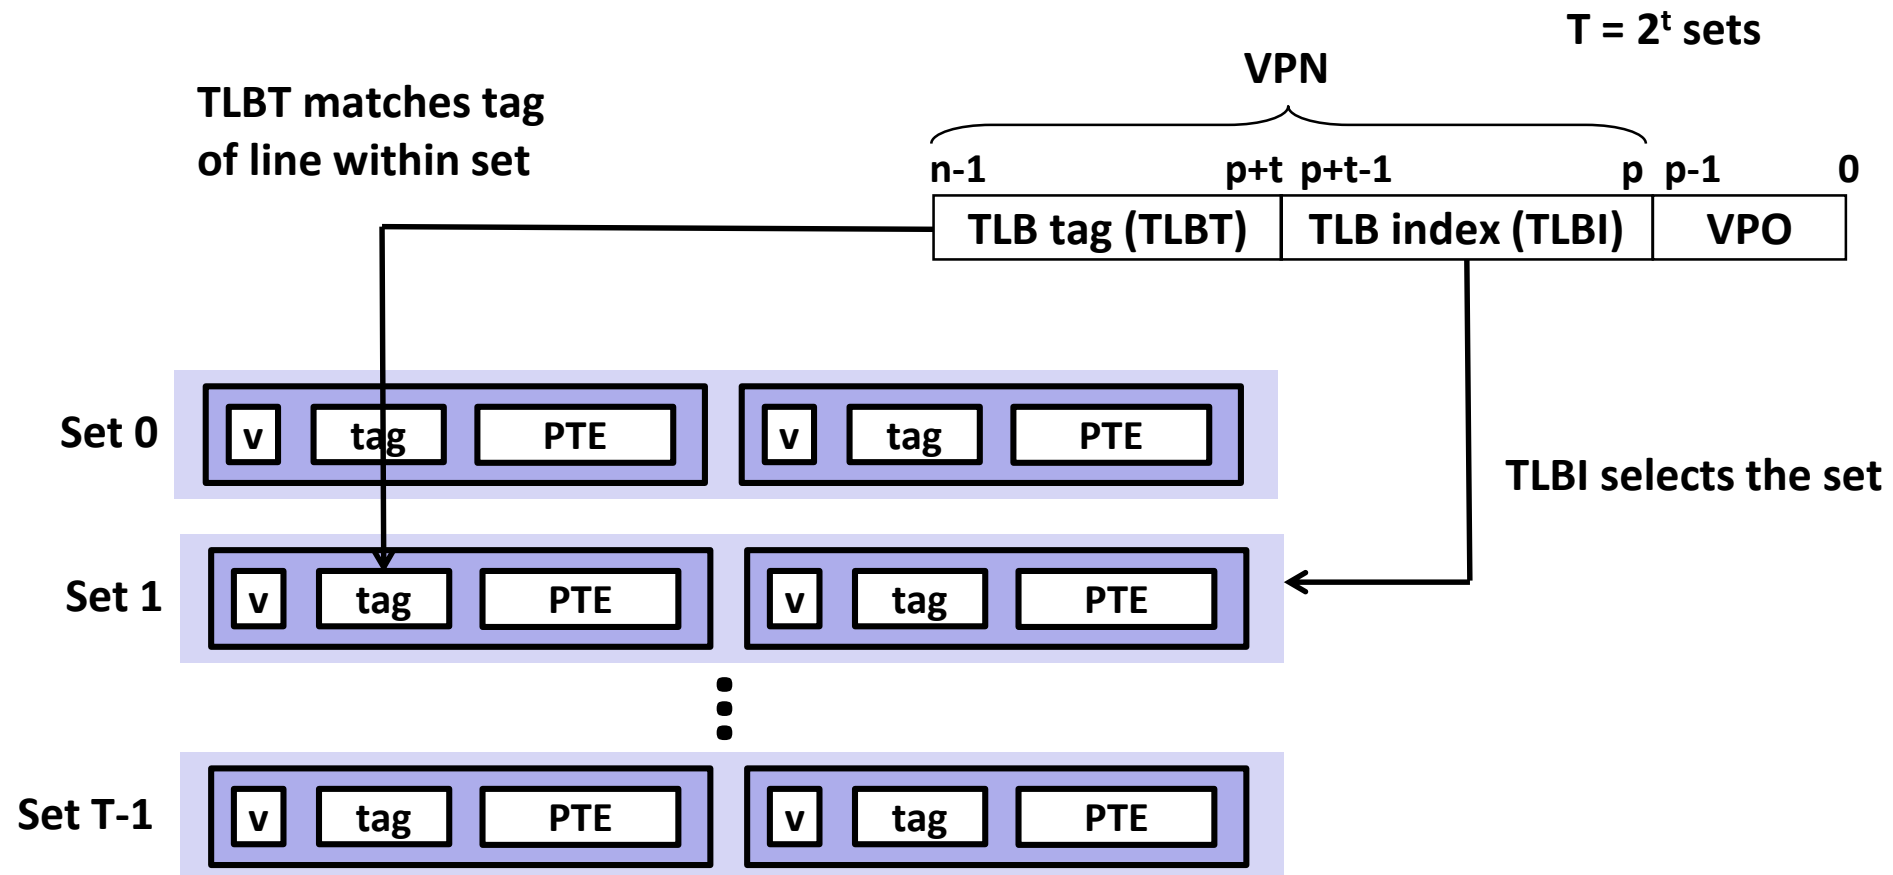 T = 2ᵗ sets
VPN
TLBT matches tag
of line within set
n-1 p+t p+t-1 p p-1 0
TLB tag (TLBT) TLB index (TLBI) VPO
Set 0 v tag PTE v tag PTE
TLBI selects the set
Set 1 v tag PTE v tag PTE
Set T-1 v tag PTE v tag PTE